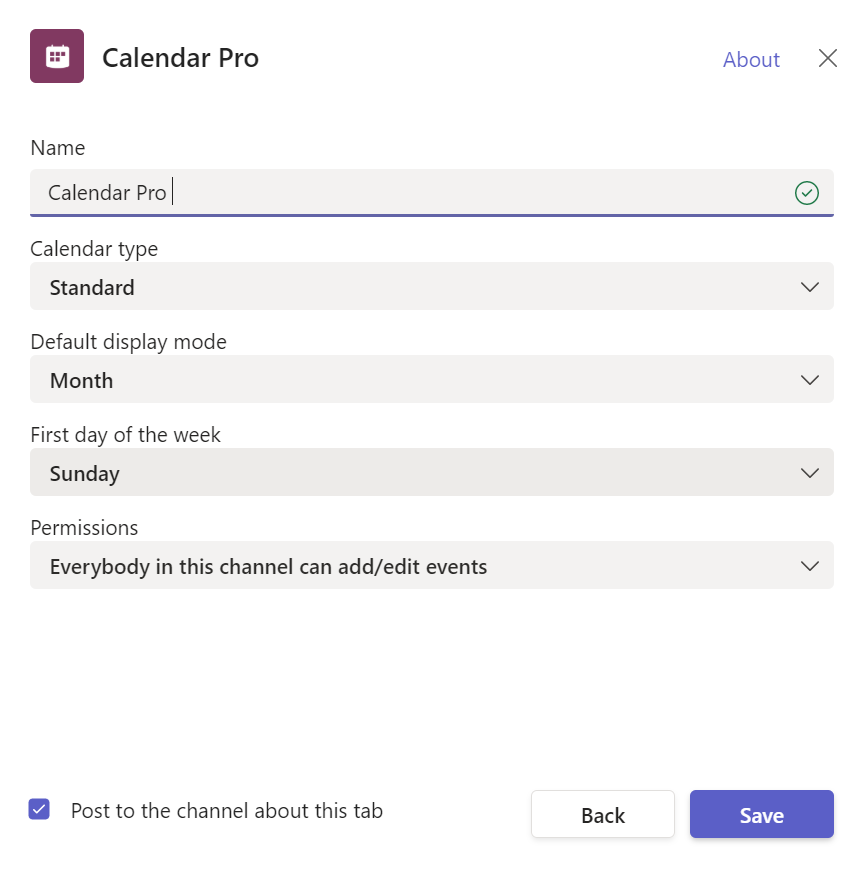 Calendar Pro
About
Name
Calendar Pro
Calendar type
Standard
Default display mode
Month
First day of the week
Sunday
Permissions
Everybody in this channel can add/edit events
Post to the channel about this tab
Back
Save